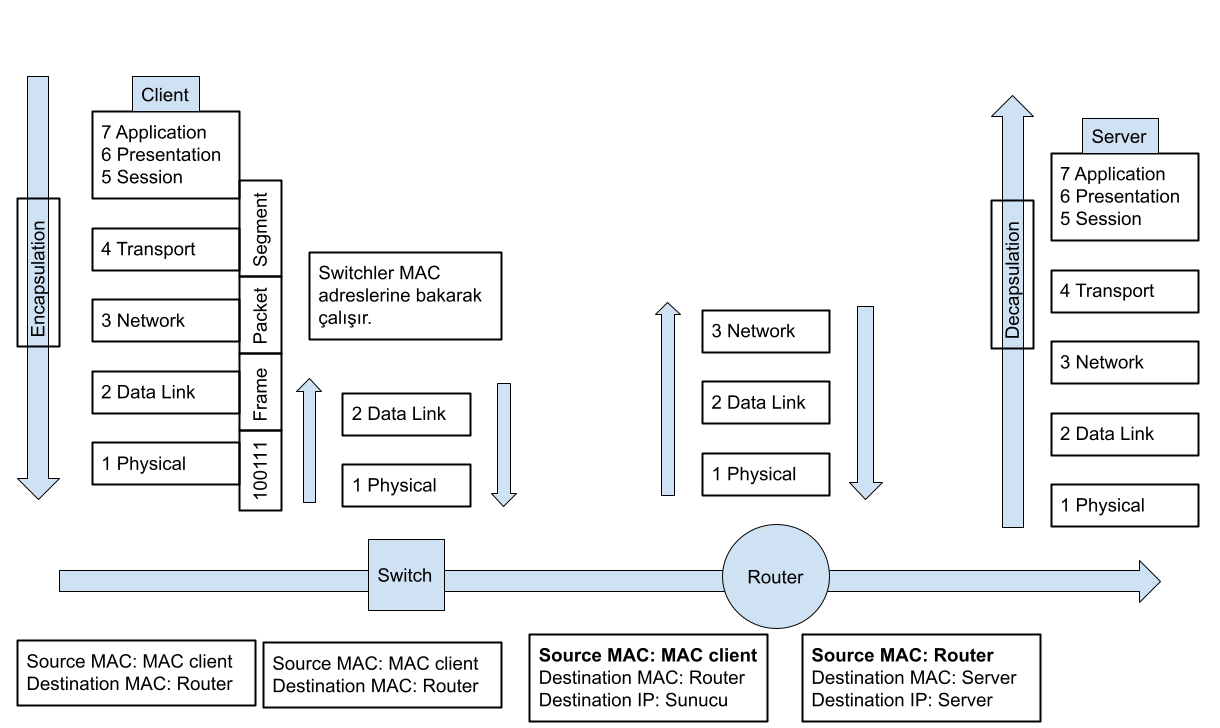 Client
7 Application
6 Presentation
5 Session
Encapsulation
4 Transport
3 Network
2 Data Link
1 Physical
Segment
Packet
Frame
100111
Switchler MAC
adreslerine bakarak
çalışır.
2 Data Link
1 Physical
3 Network
2 Data Link
1 Physical
Decapsulation
Server
7 Application
6 Presentation
5 Session
4 Transport
3 Network
2 Data Link
1 Physical
Switch
Router
Source MAC: MAC client
Destination MAC: Router
Source MAC: MAC client
Destination MAC: Router
Source MAC: MAC client
Destination MAC: Router
Destination IP: Sunucu
Source MAC: Router
Destination MAC: Server
Destination IP: Server